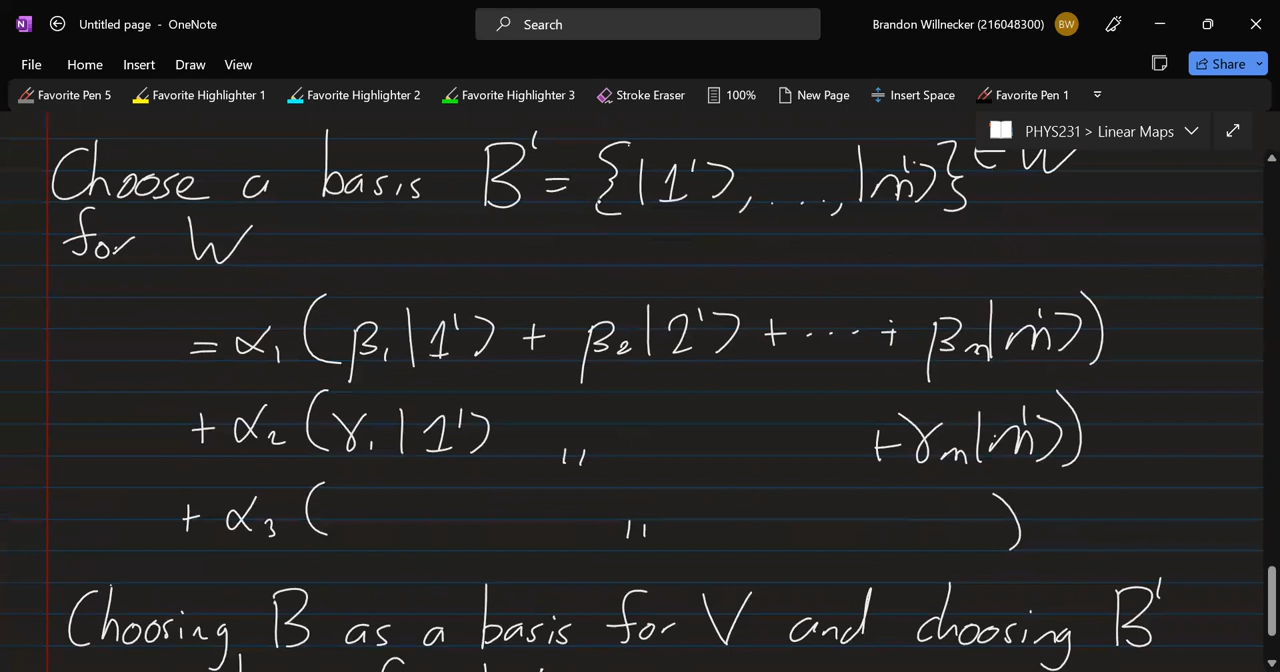 Untitled page - OneNote
Search
Brandon Willnecker (216048300)
BW
File Home Insert Draw View
Share
Favorite Pen 5 Favorite Highlighter 1 Favorite Highlighter 2 Favorite Highlighter 3 Stroke Eraser 100% New Page Insert Space Favorite Pen 1
PHYS231 > Linear Maps
Choose a basis B' = {|1'⟩, ..., |m'⟩} ∈ W
for W
= α₁ (β₁|1'⟩ + β₂|2'⟩ + ... + βₘ|m'⟩)
+ α₂ (γ₁|1'⟩ " + γₘ|m'⟩)
+ α₃ ( " )
Choosing B as a basis for V and choosing B'